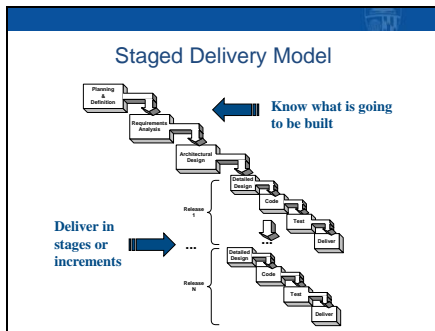 Staged Delivery Model
Planning
&
Definition
Requirements
Analysis
Architectural
Design
Know what is going
to be built
Detailed
Design
Code
Test
Deliver
Release
1
Deliver in
stages or
increments
...
...
Detailed
Design
Code
Test
Deliver
Release
N